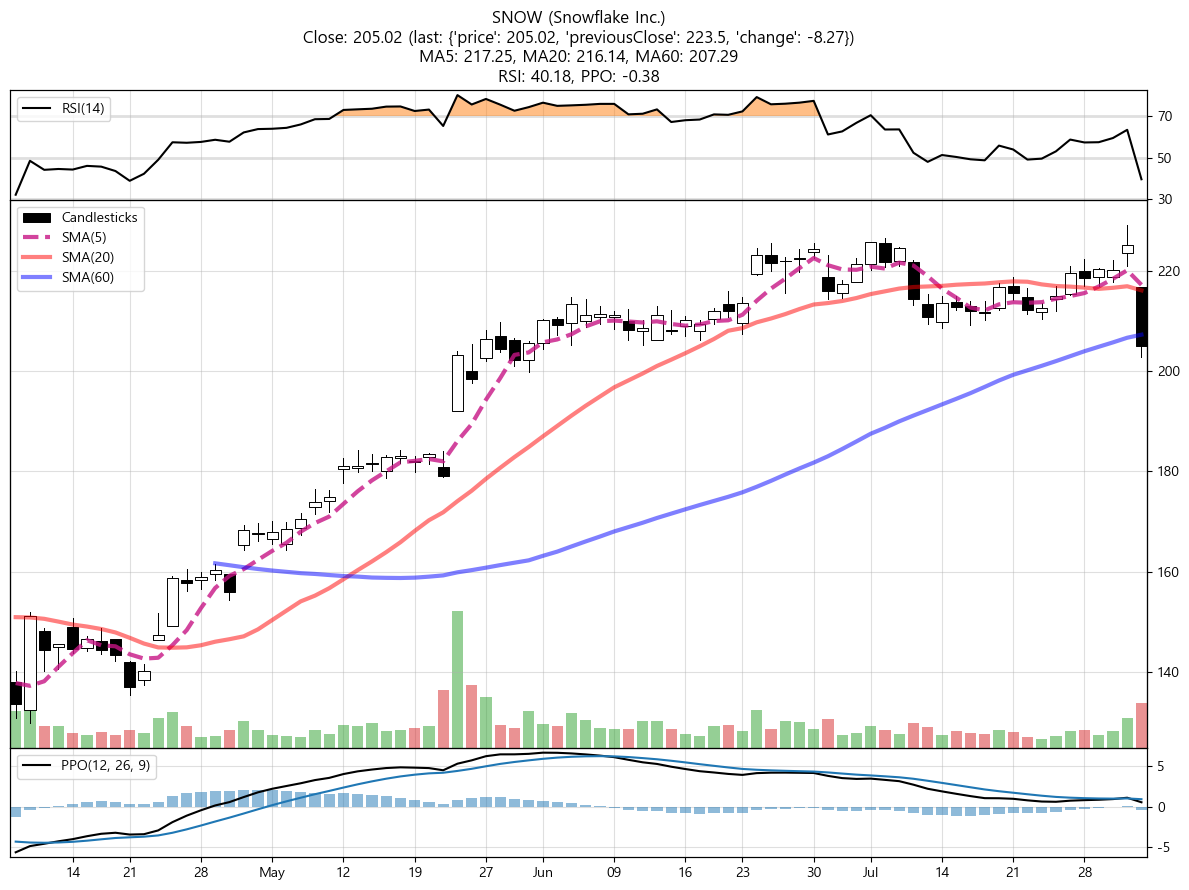 SNOW (Snowflake Inc.)
Close: 205.02 (last: {'price': 205.02, 'previousClose': 223.5, 'change': -8.27})
MA5: 217.25, MA20: 216.14, MA60: 207.29
RSI: 40.18, PPO: -0.38
RSI(14)
70
50
30
Candlesticks
SMA(5)
SMA(20)
SMA(60)
220
200
180
160
140
PPO(12, 26, 9)
5
0
-5
14 21 28 May 12 19 27 Jun 09 16 23 30 Jul 14 21 28